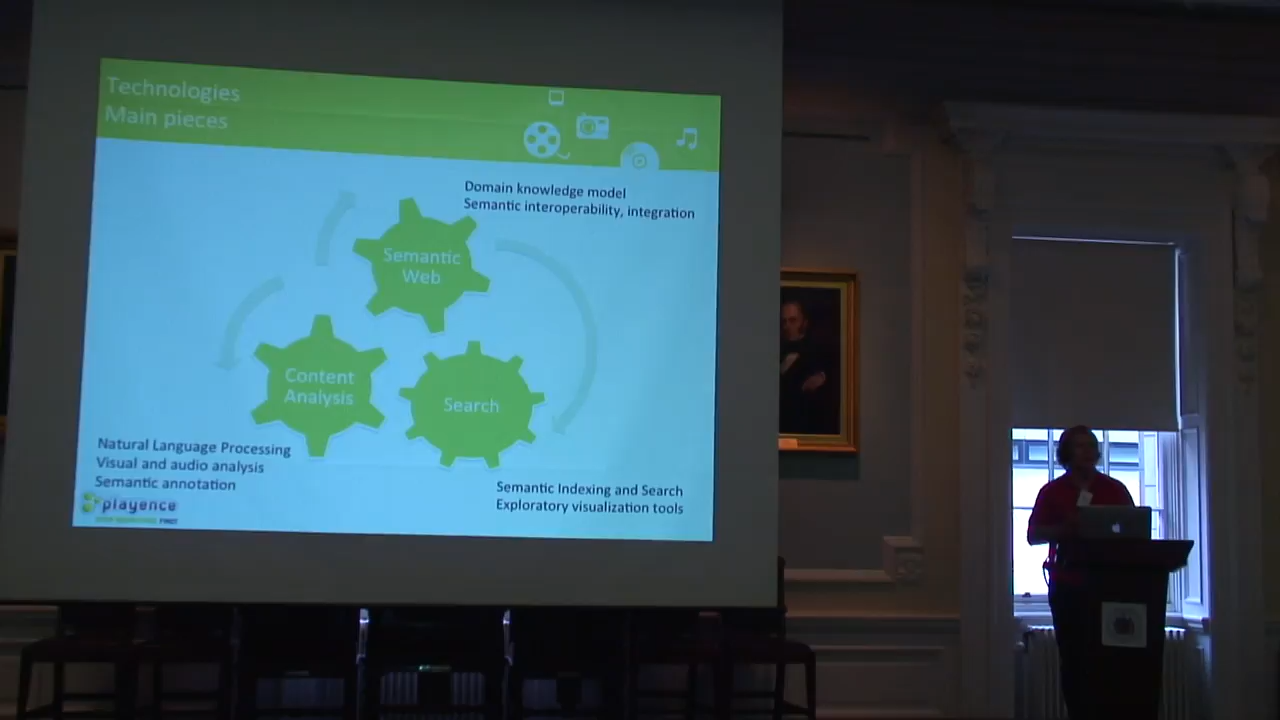 Technologies
Main pieces
Domain knowledge model
Semantic interoperability, integration
Semantic
Web
Content
Analysis
Search
Natural Language Processing
Visual and audio analysis
Semantic annotation
Semantic Indexing and Search
Exploratory visualization tools
playence